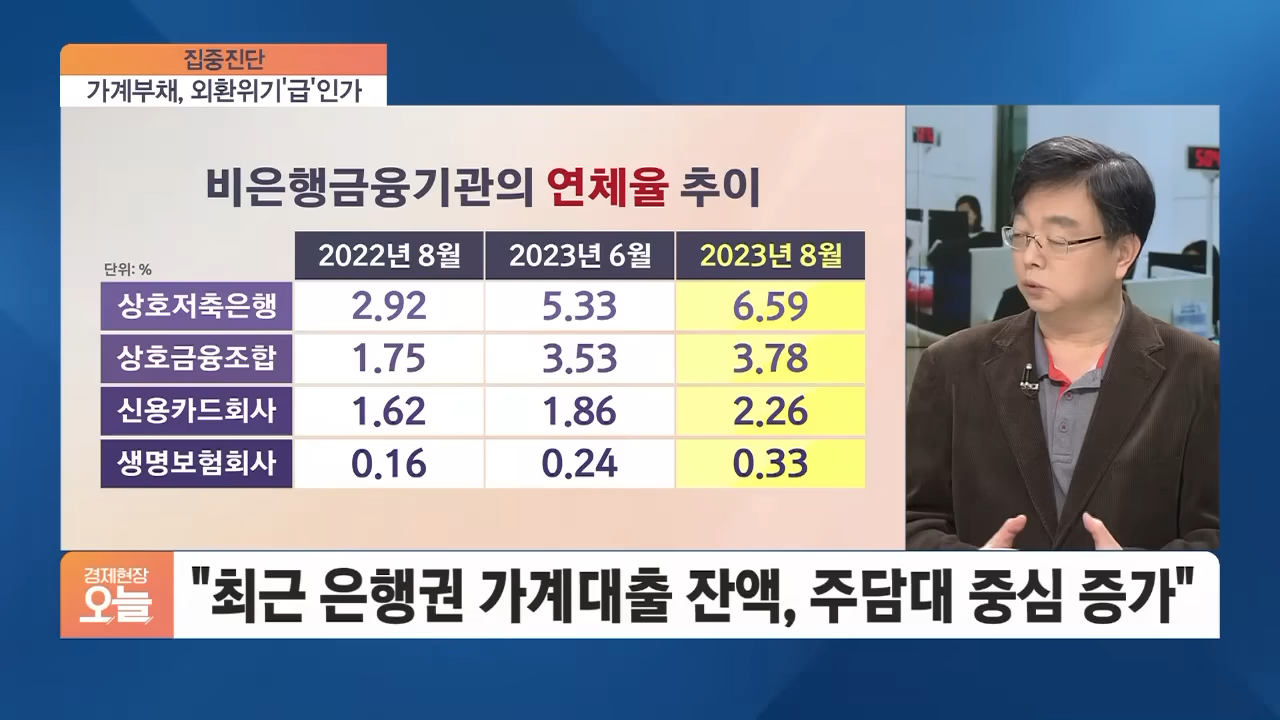 집중진단
가계부채, 외환위기'급'인가
비은행금융기관의 연체율 추이
단위: %
2022년 8월 2023년 6월 2023년 8월
상호저축은행 2.92 5.33 6.59
상호금융조합 1.75 3.53 3.78
신용카드회사 1.62 1.86 2.26
생명보험회사 0.16 0.24 0.33
경제현장
오늘
"최근 은행권 가계대출 잔액, 주담대 중심 증가"